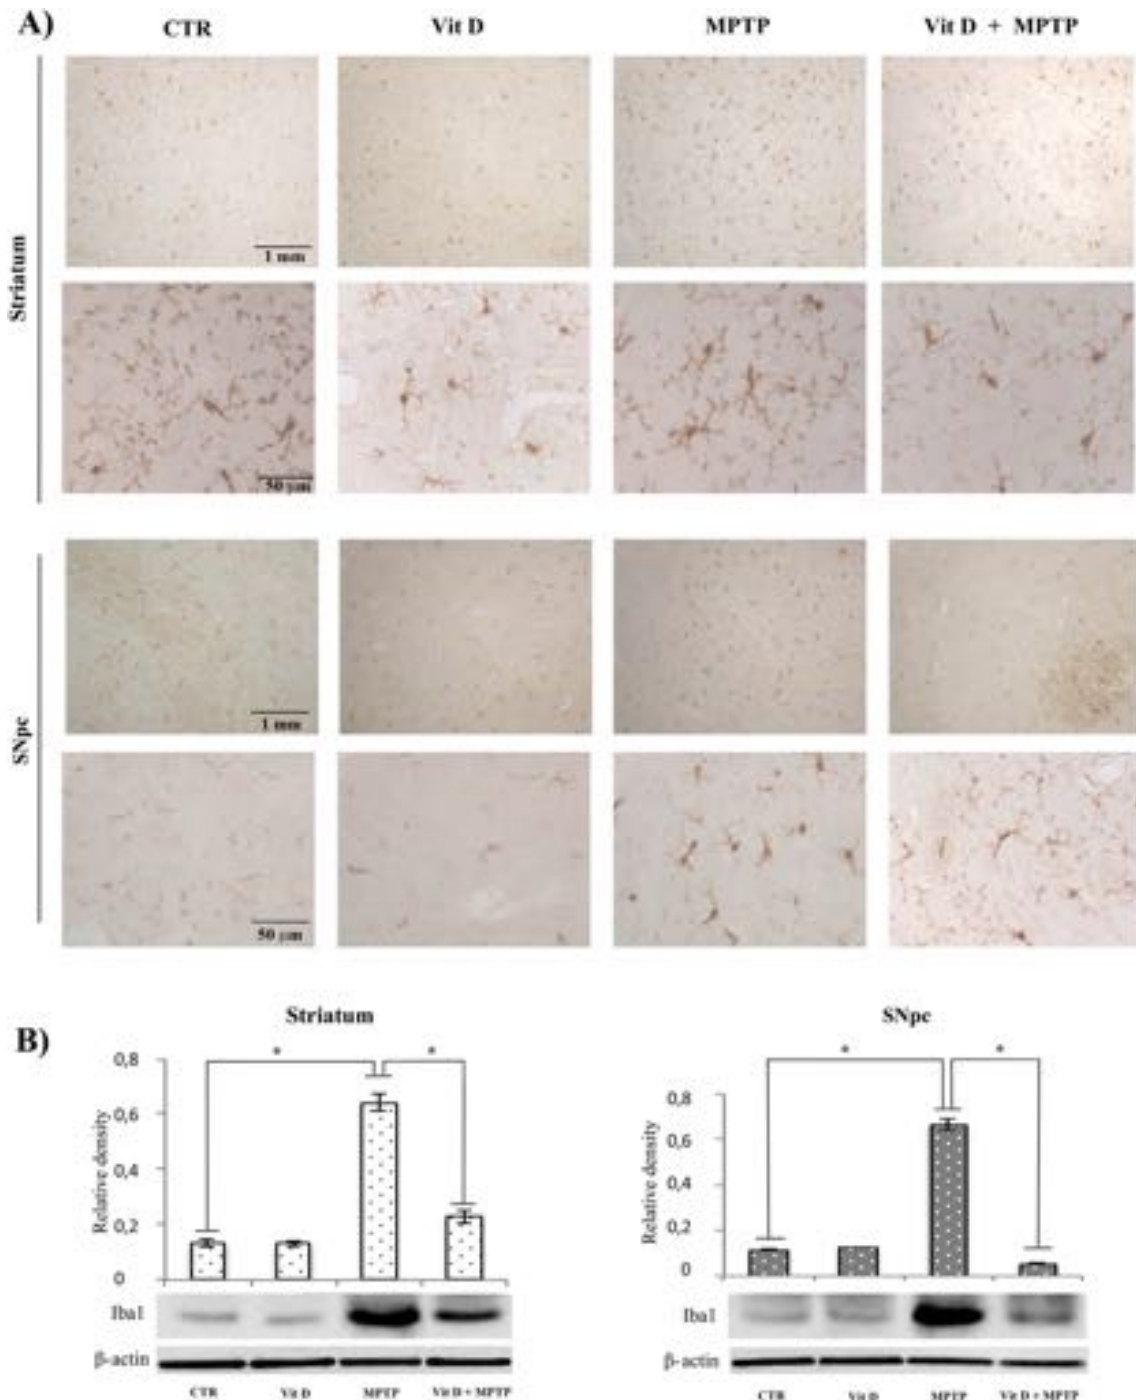 A)
CTR Vit D MPTP Vit D + MPTP
Striatum
1 mm
50 µm
SNpc
1 mm
50 µm
B)
Striatum
Relative density
0,8
0,6
0,4
0,2
0
* *
Iba1
β-actin
CTR Vit D MPTP Vit D + MPTP
SNpc
Relative density
0,8
0,6
0,4
0,2
0
* *
Iba1
β-actin
CTR Vit D MPTP Vit D + MPTP